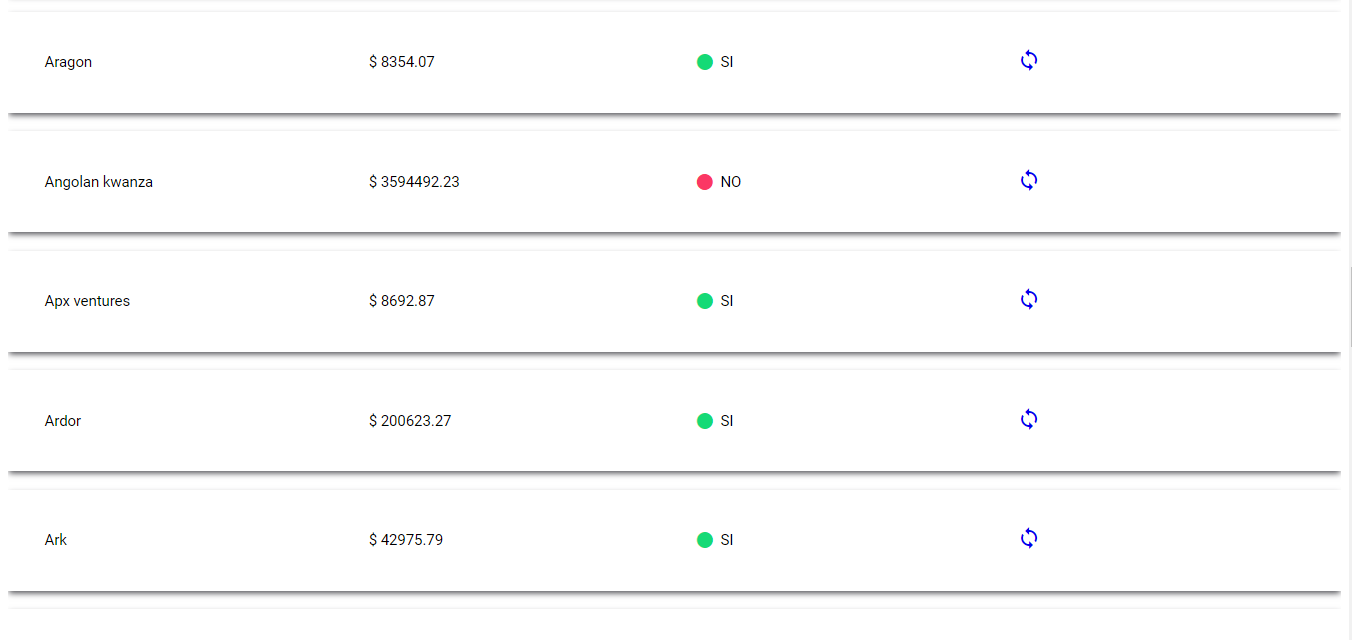 Aragon $ 8354.07 SI
Angolan kwanza $ 3594492.23 NO
Apx ventures $ 8692.87 SI
Ardor $ 200623.27 SI
Ark $ 42975.79 SI